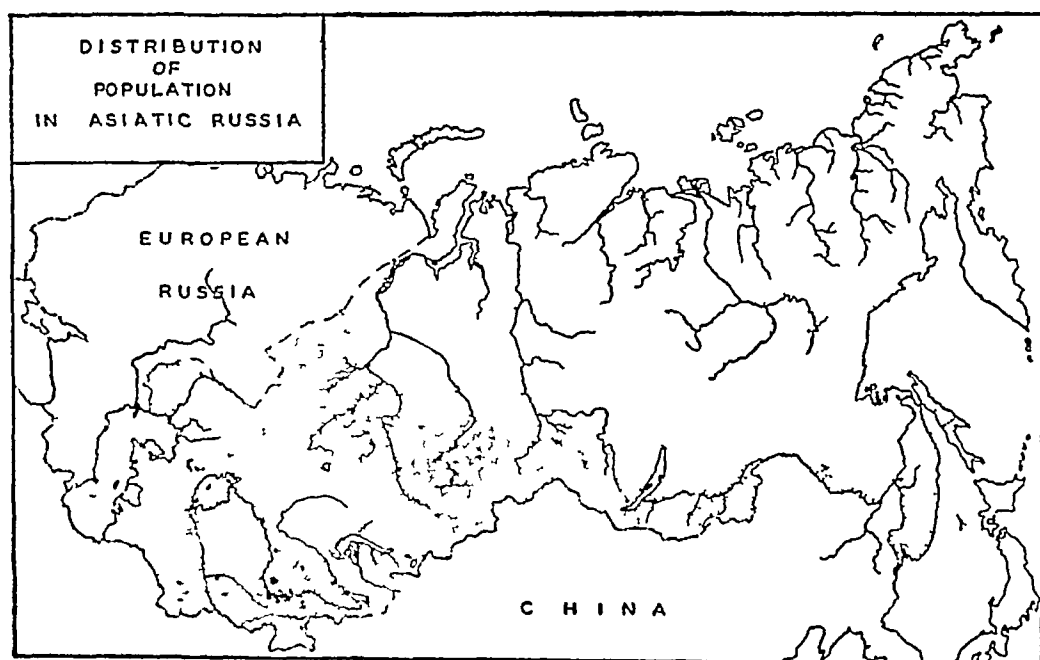 DISTRIBUTION
OF
POPULATION
IN ASIATIC RUSSIA
EUROPEAN
RUSSIA
CHINA